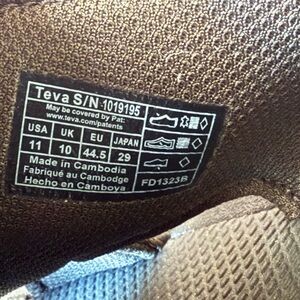 Teva S/N 1019195
May be covered by Pat:
www.teva.com/patents
USA UK EU JAPAN
11 10 44.5 29
Made in Cambodia
Fabriqué au Cambodge
Hecho en Camboya
FD1323B